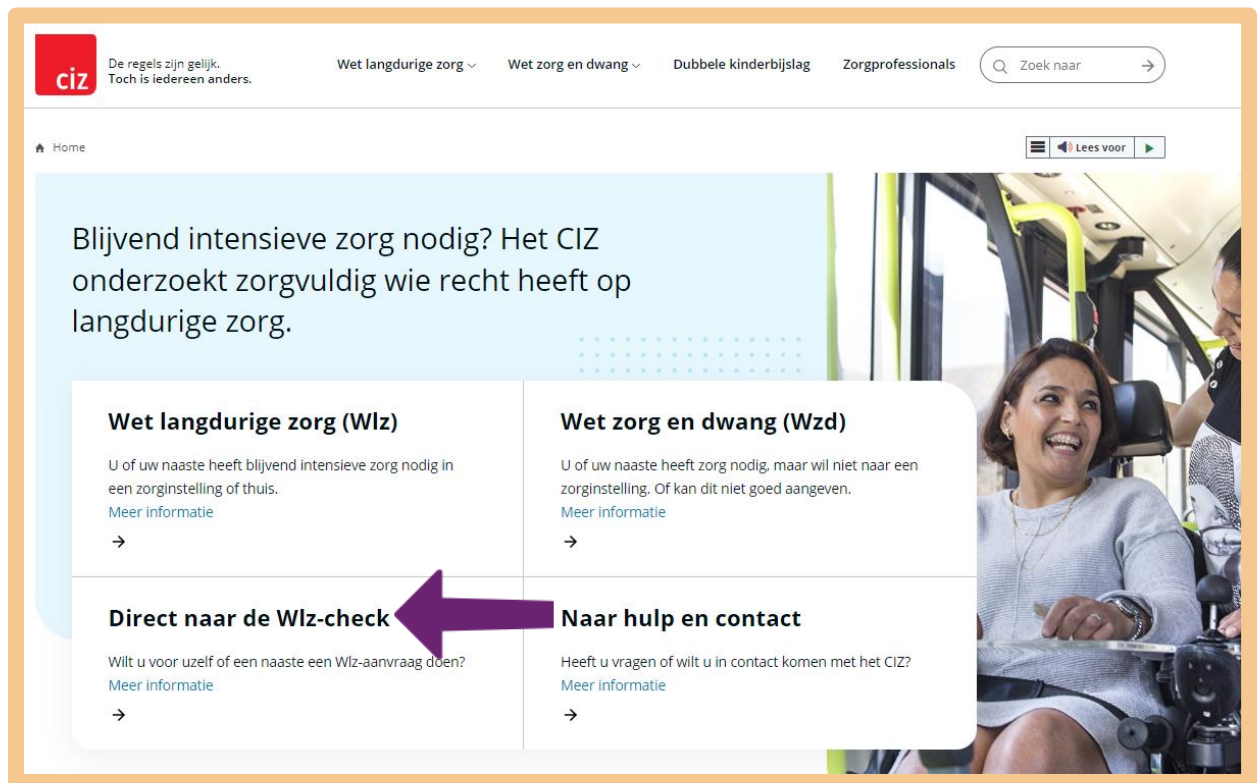 ciz
De regels zijn gelijk.
Toch is iedereen anders.
Wet langdurige zorg
Wet zorg en dwang
Dubbele kinderbijslag
Zorgprofessionals
Zoek naar
Home
Lees voor
Blijvend intensieve zorg nodig? Het CIZ
onderzoekt zorgvuldig wie recht heeft op
langdurige zorg.
Wet langdurige zorg (Wlz)
U of uw naaste heeft blijvend intensieve zorg nodig in
een zorginstelling of thuis.
Meer informatie
Wet zorg en dwang (Wzd)
U of uw naaste heeft zorg nodig, maar wil niet naar een
zorginstelling. Of kan dit niet goed aangeven.
Meer informatie
Direct naar de Wlz-check
Wilt u voor uzelf of een naaste een Wlz-aanvraag doen?
Meer informatie
Naar hulp en contact
Heeft u vragen of wilt u in contact komen met het CIZ?
Meer informatie